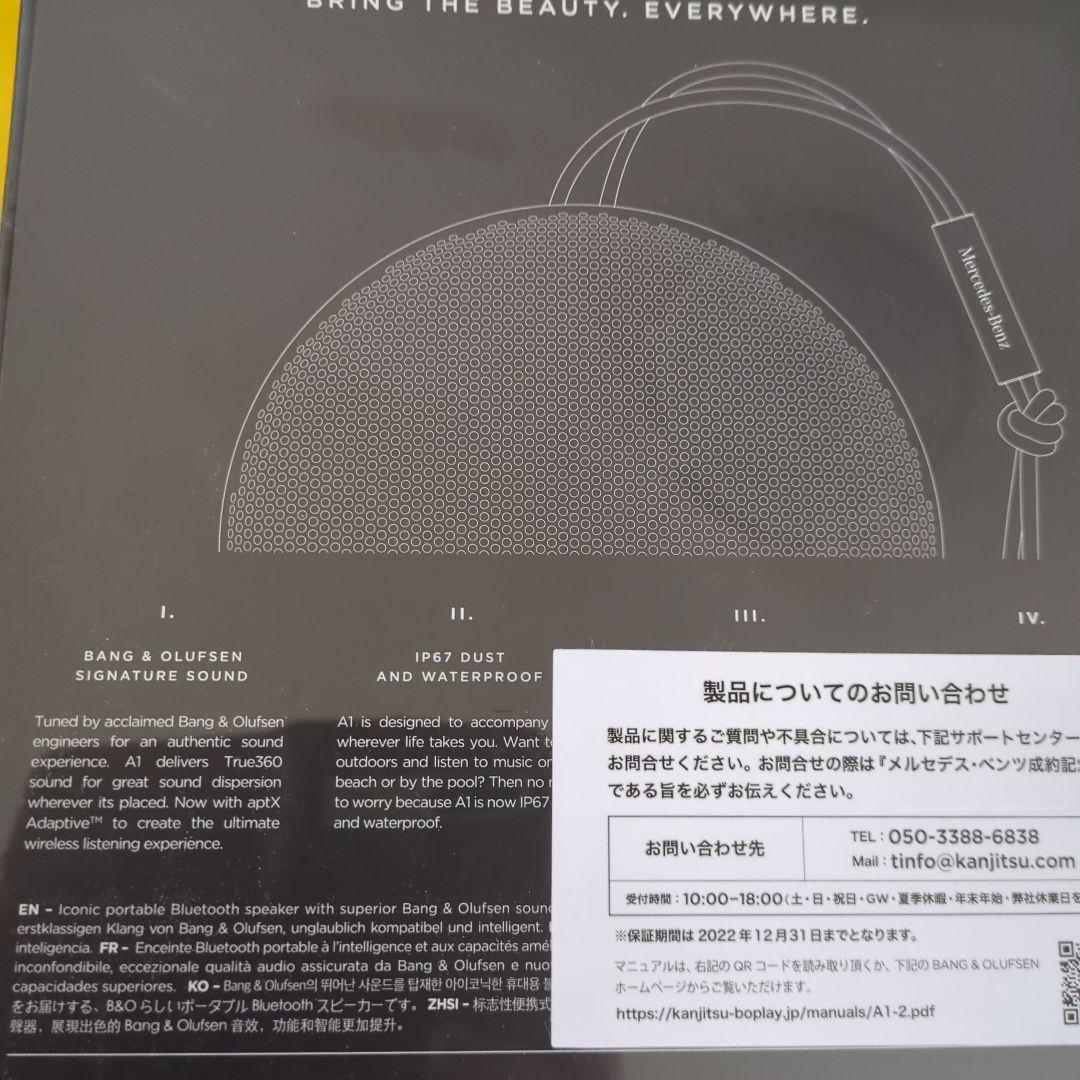 BRING THE BEAUTY. EVERYWHERE.
Mercedes-Benz
I.
BANG & OLUFSEN
SIGNATURE SOUND
Tuned by acclaimed Bang & Olufsen
engineers for an authentic sound
experience. A1 delivers True360
sound for great sound dispersion
wherever its placed. Now with aptX
Adaptive™ to create the ultimate
wireless listening experience.
II.
IP67 DUST
AND WATERPROOF
A1 is designed to accompany
wherever life takes you. Want
outdoors and listen to music
beach or by the pool? Then no
to worry because A1 is now IP67
and waterproof.
III.
IV.
製品についてのお問い合わせ
製品に関するご質問や不具合については、下記サポートセンター
お問合せください。お問合せの際は『メルセデス・ベンツ成約記
である旨を必ずお伝えください。
お問い合わせ先
TEL：050-3388-6838
Mail：tinfo@kanjitsu.com
受付時間：10:00-18:00（土・日・祝日・GW・夏季休暇・年末年始・弊社休業日を
※保証期間は2022年12月31日までとなります。
マニュアルは、右記のQRコードを読み取り頂くか、下記のBANG & OLUFSEN
ホームページからご覧いただけます。
https://kanjitsu-boplay.jp/manuals/A1-2.pdf
EN – Iconic portable Bluetooth speaker with superior Bang & Olufsen
erstklassigen Klang von Bang & Olufsen, unglaublich kompatibel und intelligent.
inteligencia. FR – Enceinte Bluetooth portable à l'intelligence et aux capacités
inconfondibile, eccezionale qualità audio assicurata da Bang & Olufsen e
capacidades superiores. KO – Bang & Olufsen의 뛰어난 사운드를 탑재한 아이코닉한 휴대용
をお届けする、B&Oらしいポータブル Bluetooth スピーカーです。ZHSI – 标志性便携式
聲器，展現出色的 Bang & Olufsen 音效，功能和智能更加提升。